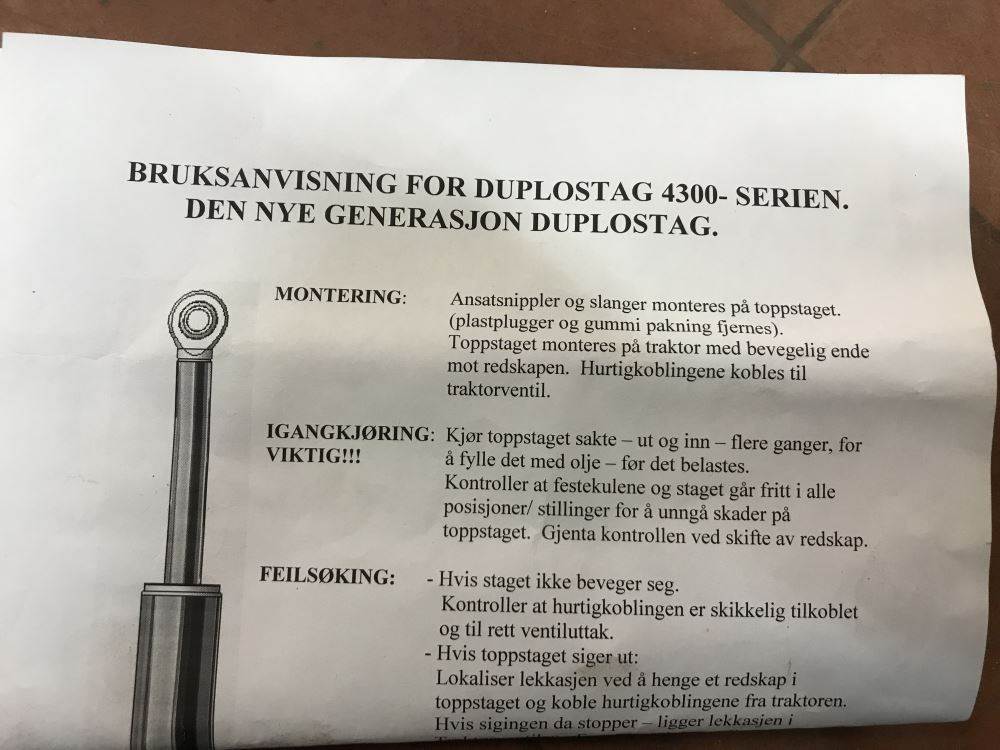 BRUKSANVISNING FOR DUPLOSTAG 4300- SERIEN.
DEN NYE GENERASJON DUPLOSTAG.
MONTERING: Ansatsnippler og slanger monteres på toppstaget.
(plastplugger og gummi pakning fjernes).
Toppstaget monteres på traktor med bevegelig ende
mot redskapen. Hurtigkoblingene kobles til
traktorventil.
IGANGKJØRING: Kjør toppstaget sakte – ut og inn – flere ganger, for
VIKTIG!!! å fylle det med olje – før det belastes.
Kontroller at festekulene og staget går fritt i alle
posisjoner/ stillinger for å unngå skader på
toppstaget. Gjenta kontrollen ved skifte av redskap.
FEILSØKING: - Hvis staget ikke beveger seg.
Kontroller at hurtigkoblingen er skikkelig tilkoblet
og til rett ventiluttak.
- Hvis toppstaget siger ut:
Lokaliser lekkasjen ved å henge et redskap i
toppstaget og koble hurtigkoblingene fra traktoren.
Hvis sigingen da stopper – ligger lekkasjen i